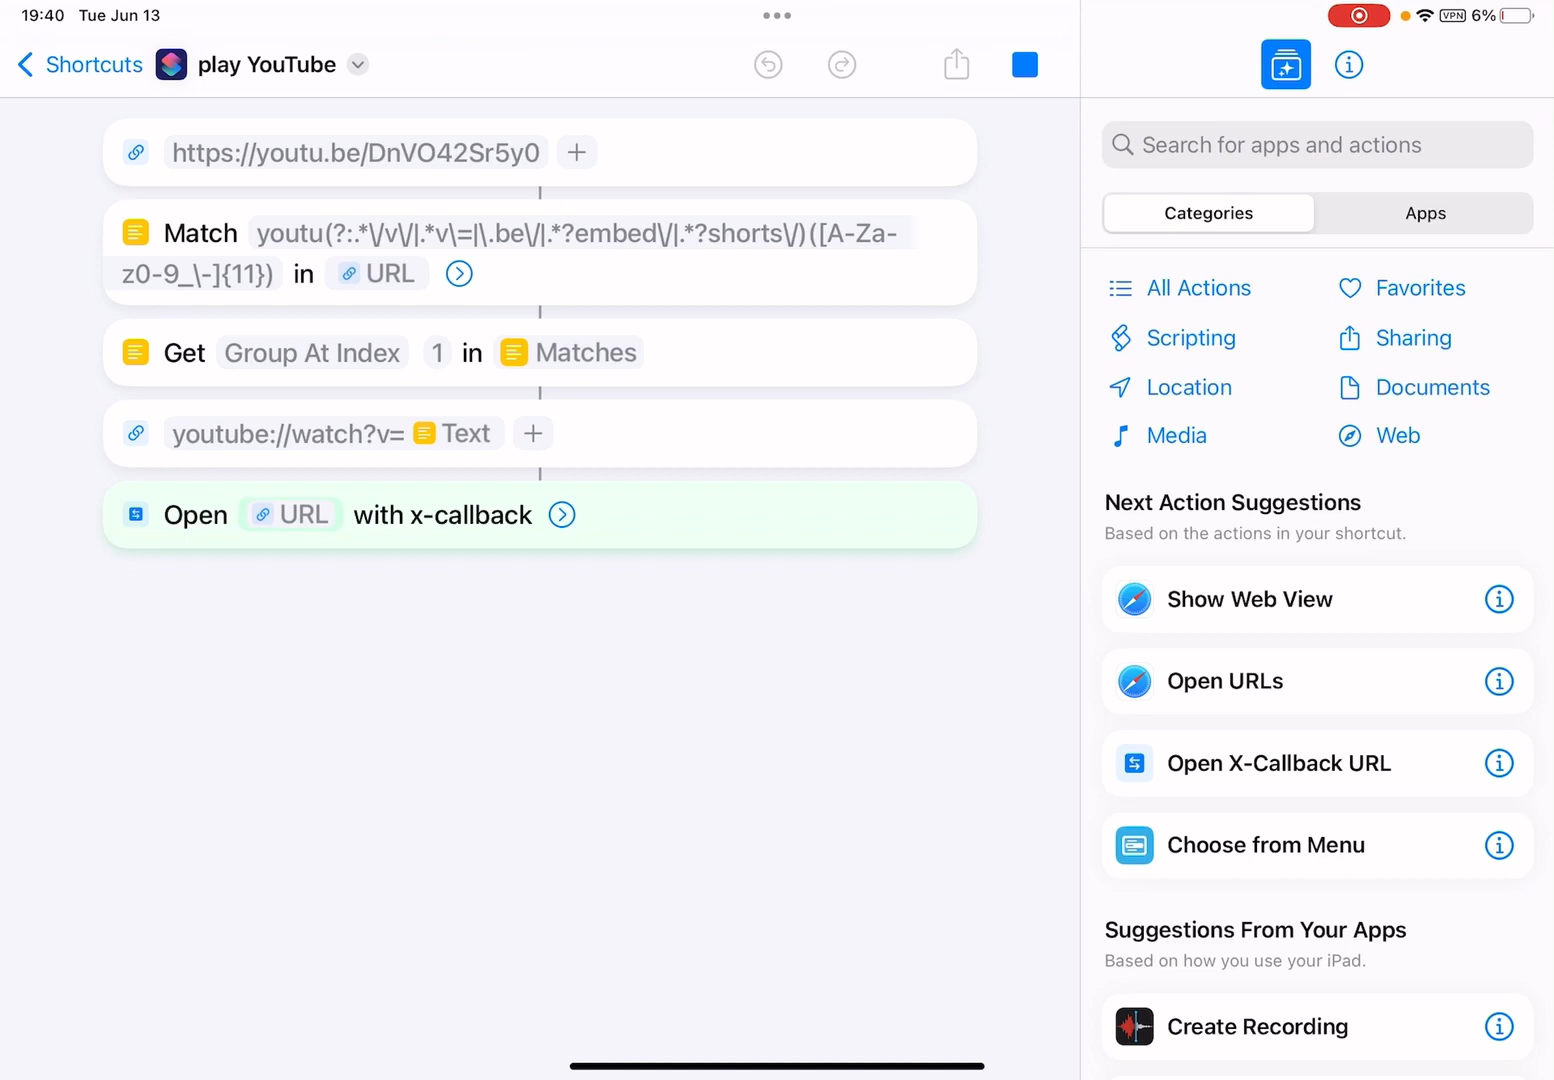 19:40 Tue Jun 13
VPN 6%
Shortcuts play YouTube
https://youtu.be/DnVO42Sr5y0
Match youtu(?:.*\/v\/|.*v\=|\.be\/|.*?embed\/|.*?shorts\/)([A-Za-
z0-9_\-]{11}) in URL
Get Group At Index 1 in Matches
youtube://watch?v= Text
Open URL with x-callback
Search for apps and actions
Categories Apps
All Actions Favorites
Scripting Sharing
Location Documents
Media Web
Next Action Suggestions
Based on the actions in your shortcut.
Show Web View
Open URLs
Open X-Callback URL
Choose from Menu
Suggestions From Your Apps
Based on how you use your iPad.
Create Recording